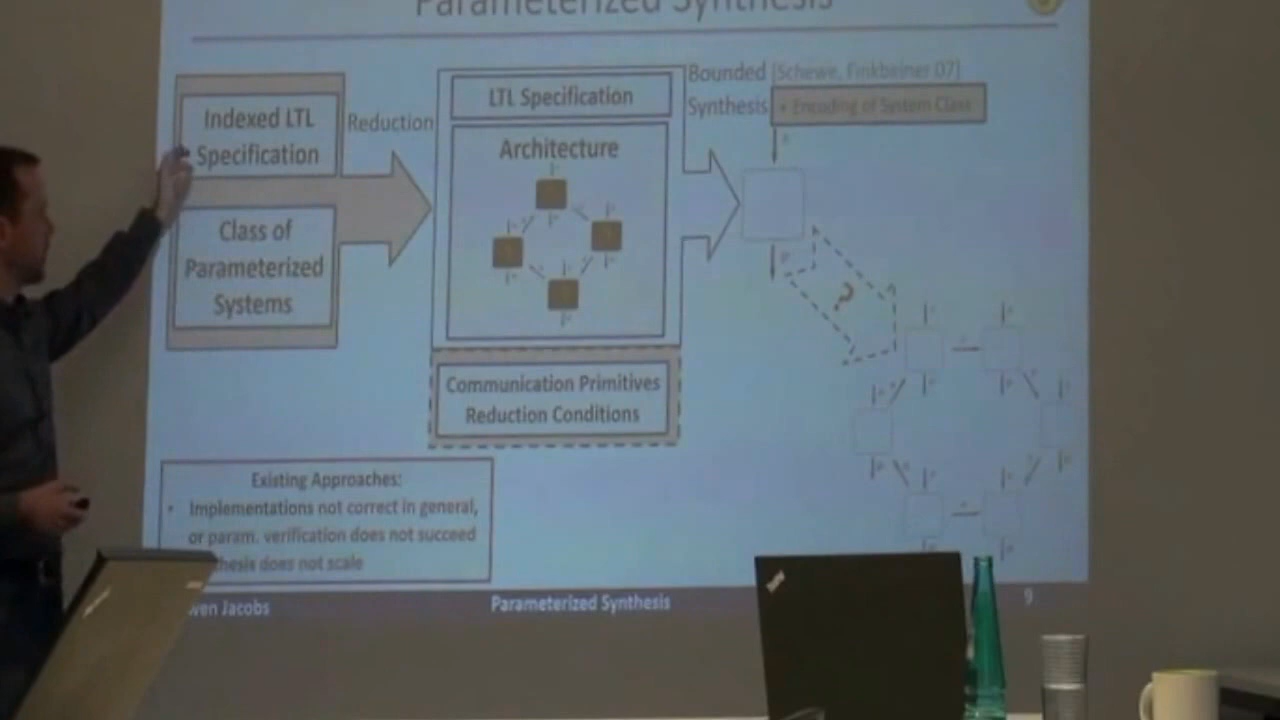 Parameterized Synthesis
Indexed LTL
Specification
Reduction
Class of
Parameterized
Systems
LTL Specification
Architecture
Communication Primitives
Reduction Conditions
Bounded [Schewe, Finkbeiner 07]
Synthesis + Encoding of System Class
?
Existing Approaches:
• Implementations not correct in general,
or param. verification does not succeed
does not scale
Jacobs
Parameterized Synthesis
9